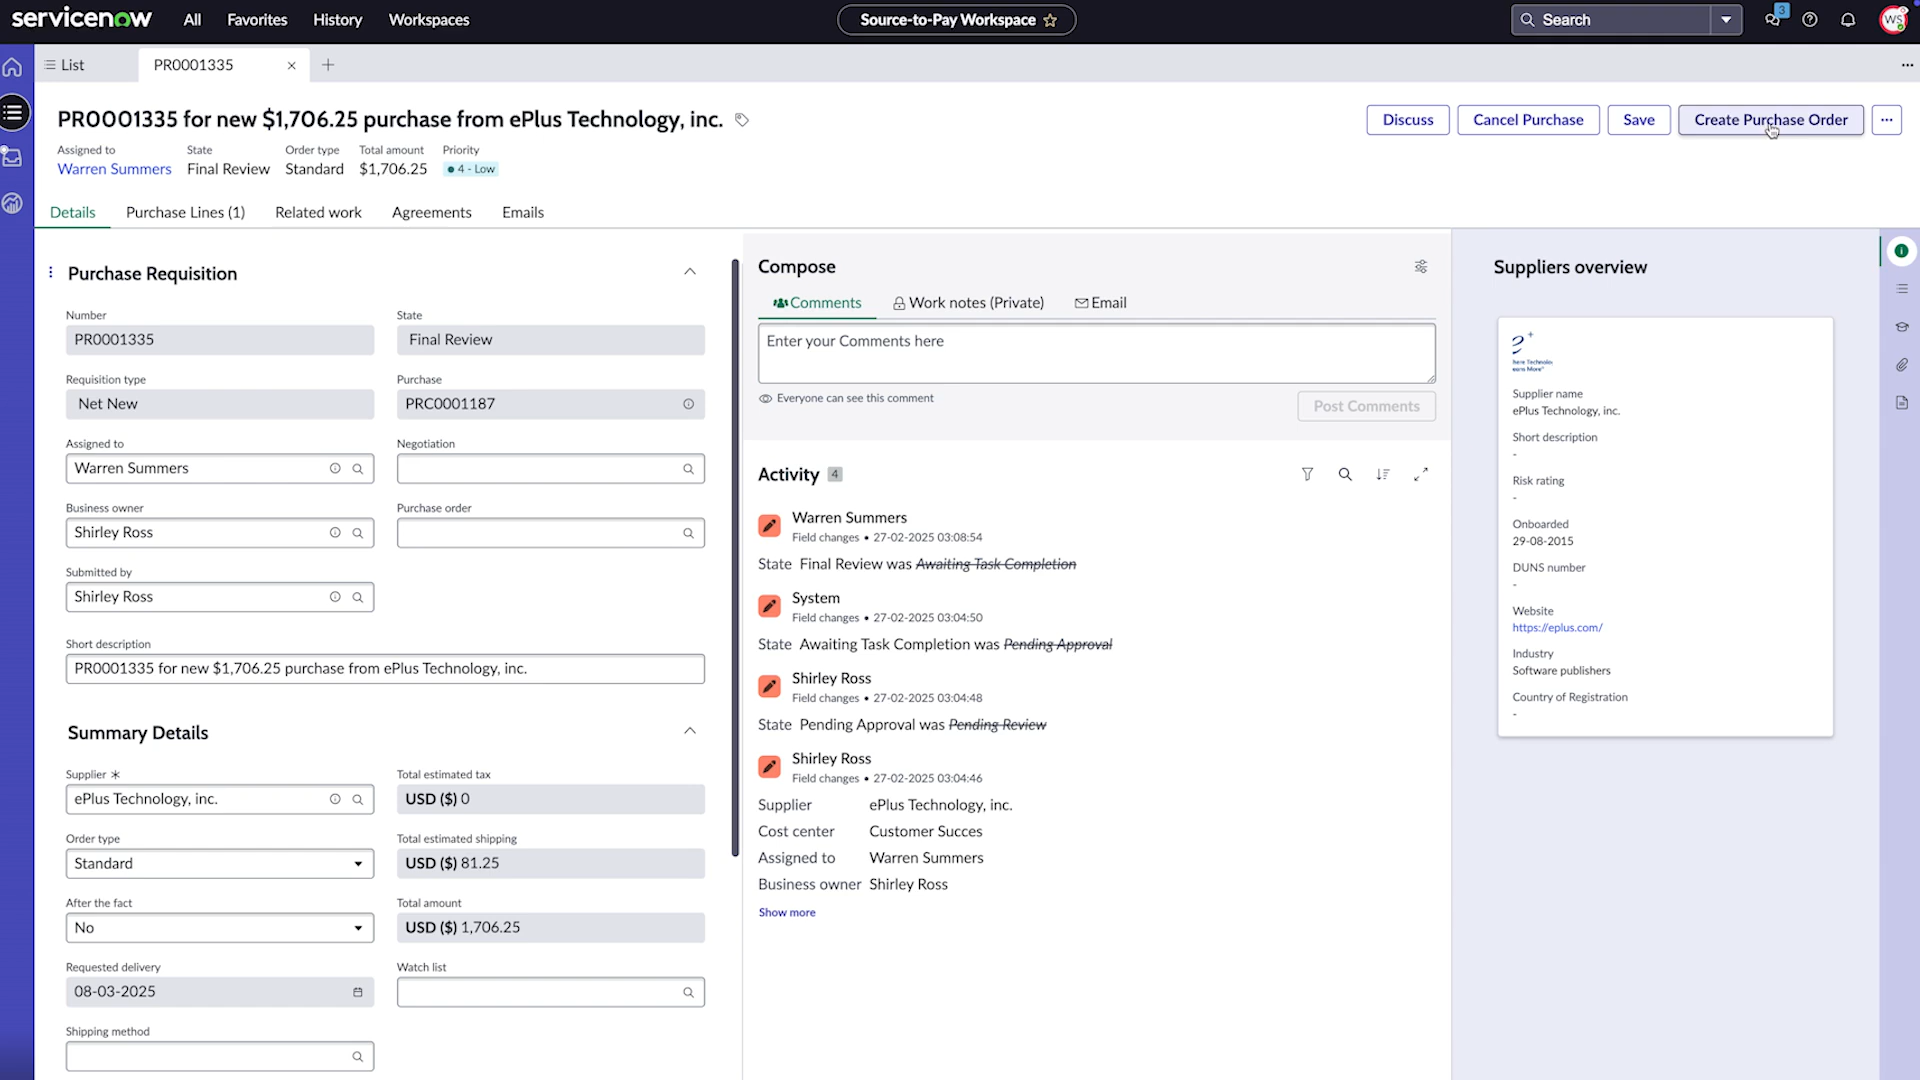 servicenow
All
Favorites
History
Workspaces
Source-to-Pay Workspace
Search
3
WS
List
PR0001335
PR0001335 for new $1,706.25 purchase from ePlus Technology, inc.
Discuss
Cancel Purchase
Save
Create Purchase Order
Assigned to
Warren Summers
State
Final Review
Order type
Standard
Total amount
$1,706.25
Priority
4 - Low
Details
Purchase Lines (1)
Related work
Agreements
Emails
Purchase Requisition
Number
PR0001335
State
Final Review
Requisition type
Net New
Purchase
PRC0001187
Assigned to
Warren Summers
Negotiation
Business owner
Shirley Ross
Purchase order
Submitted by
Shirley Ross
Short description
PR0001335 for new $1,706.25 purchase from ePlus Technology, inc.
Summary Details
Supplier *
ePlus Technology, inc.
Total estimated tax
USD ($) 0
Order type
Standard
Total estimated shipping
USD ($) 81.25
After the fact
No
Total amount
USD ($) 1,706.25
Requested delivery
08-03-2025
Watch list
Shipping method
Compose
Comments
Work notes (Private)
Email
Enter your Comments here
Everyone can see this comment
Post Comments
Activity 4
Warren Summers
Field changes • 27-02-2025 03:08:54
State Final Review was Awaiting Task Completion
System
Field changes • 27-02-2025 03:04:50
State Awaiting Task Completion was Pending Approval
Shirley Ross
Field changes • 27-02-2025 03:04:48
State Pending Approval was Pending Review
Shirley Ross
Field changes • 27-02-2025 03:04:46
Supplier ePlus Technology, inc.
Cost center Customer Succes
Assigned to Warren Summers
Business owner Shirley Ross
Show more
Suppliers overview
e+
Supplier name
ePlus Technology, inc.
Short description
-
Risk rating
-
Onboarded
29-08-2015
DUNS number
-
Website
https://eplus.com/
Industry
Software publishers
Country of Registration
-